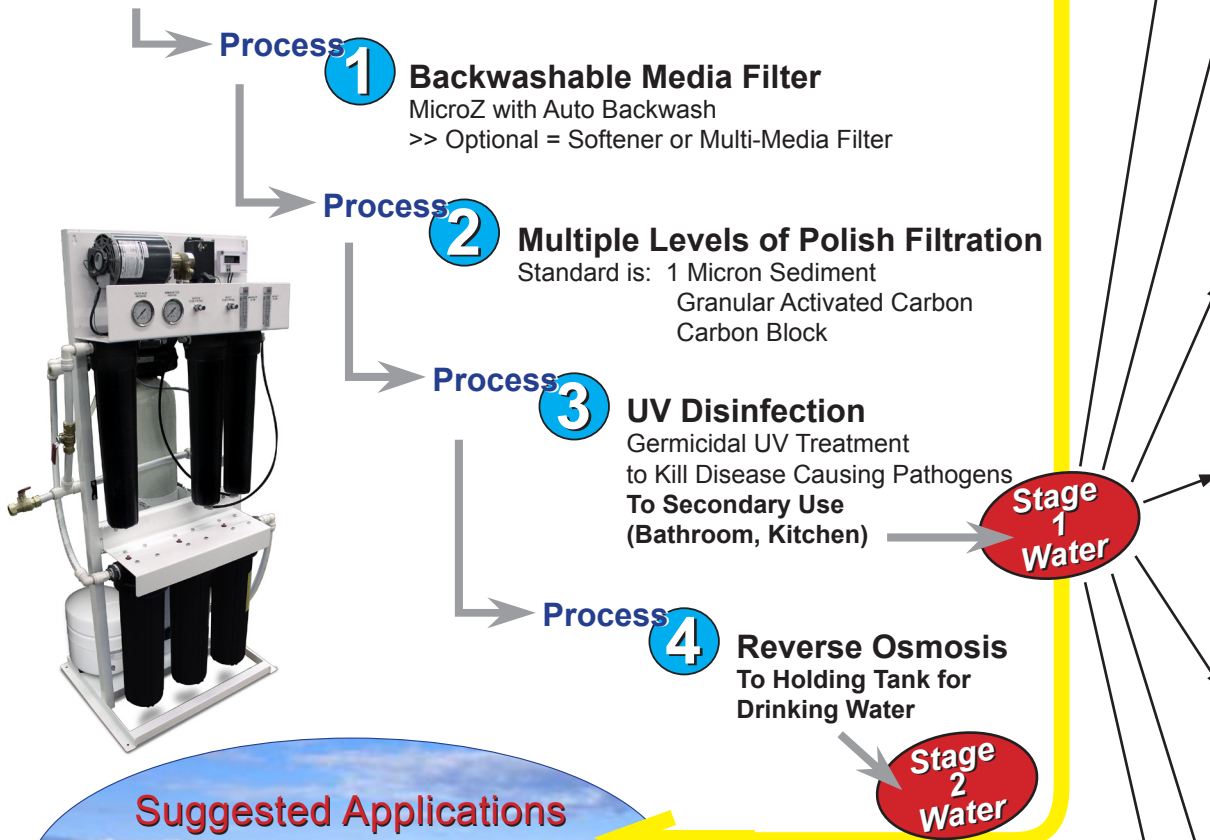 Process 1
Backwashable Media Filter
MicroZ with Auto Backwash
>> Optional = Softener or Multi-Media Filter
Process 2
Multiple Levels of Polish Filtration
Standard is: 1 Micron Sediment
Granular Activated Carbon
Carbon Block
Process 3
UV Disinfection
Germicidal UV Treatment
to Kill Disease Causing Pathogens
To Secondary Use
(Bathroom, Kitchen)
Stage
1
Water
Process 4
Reverse Osmosis
To Holding Tank for
Drinking Water
Stage
2
Water
Suggested Applications